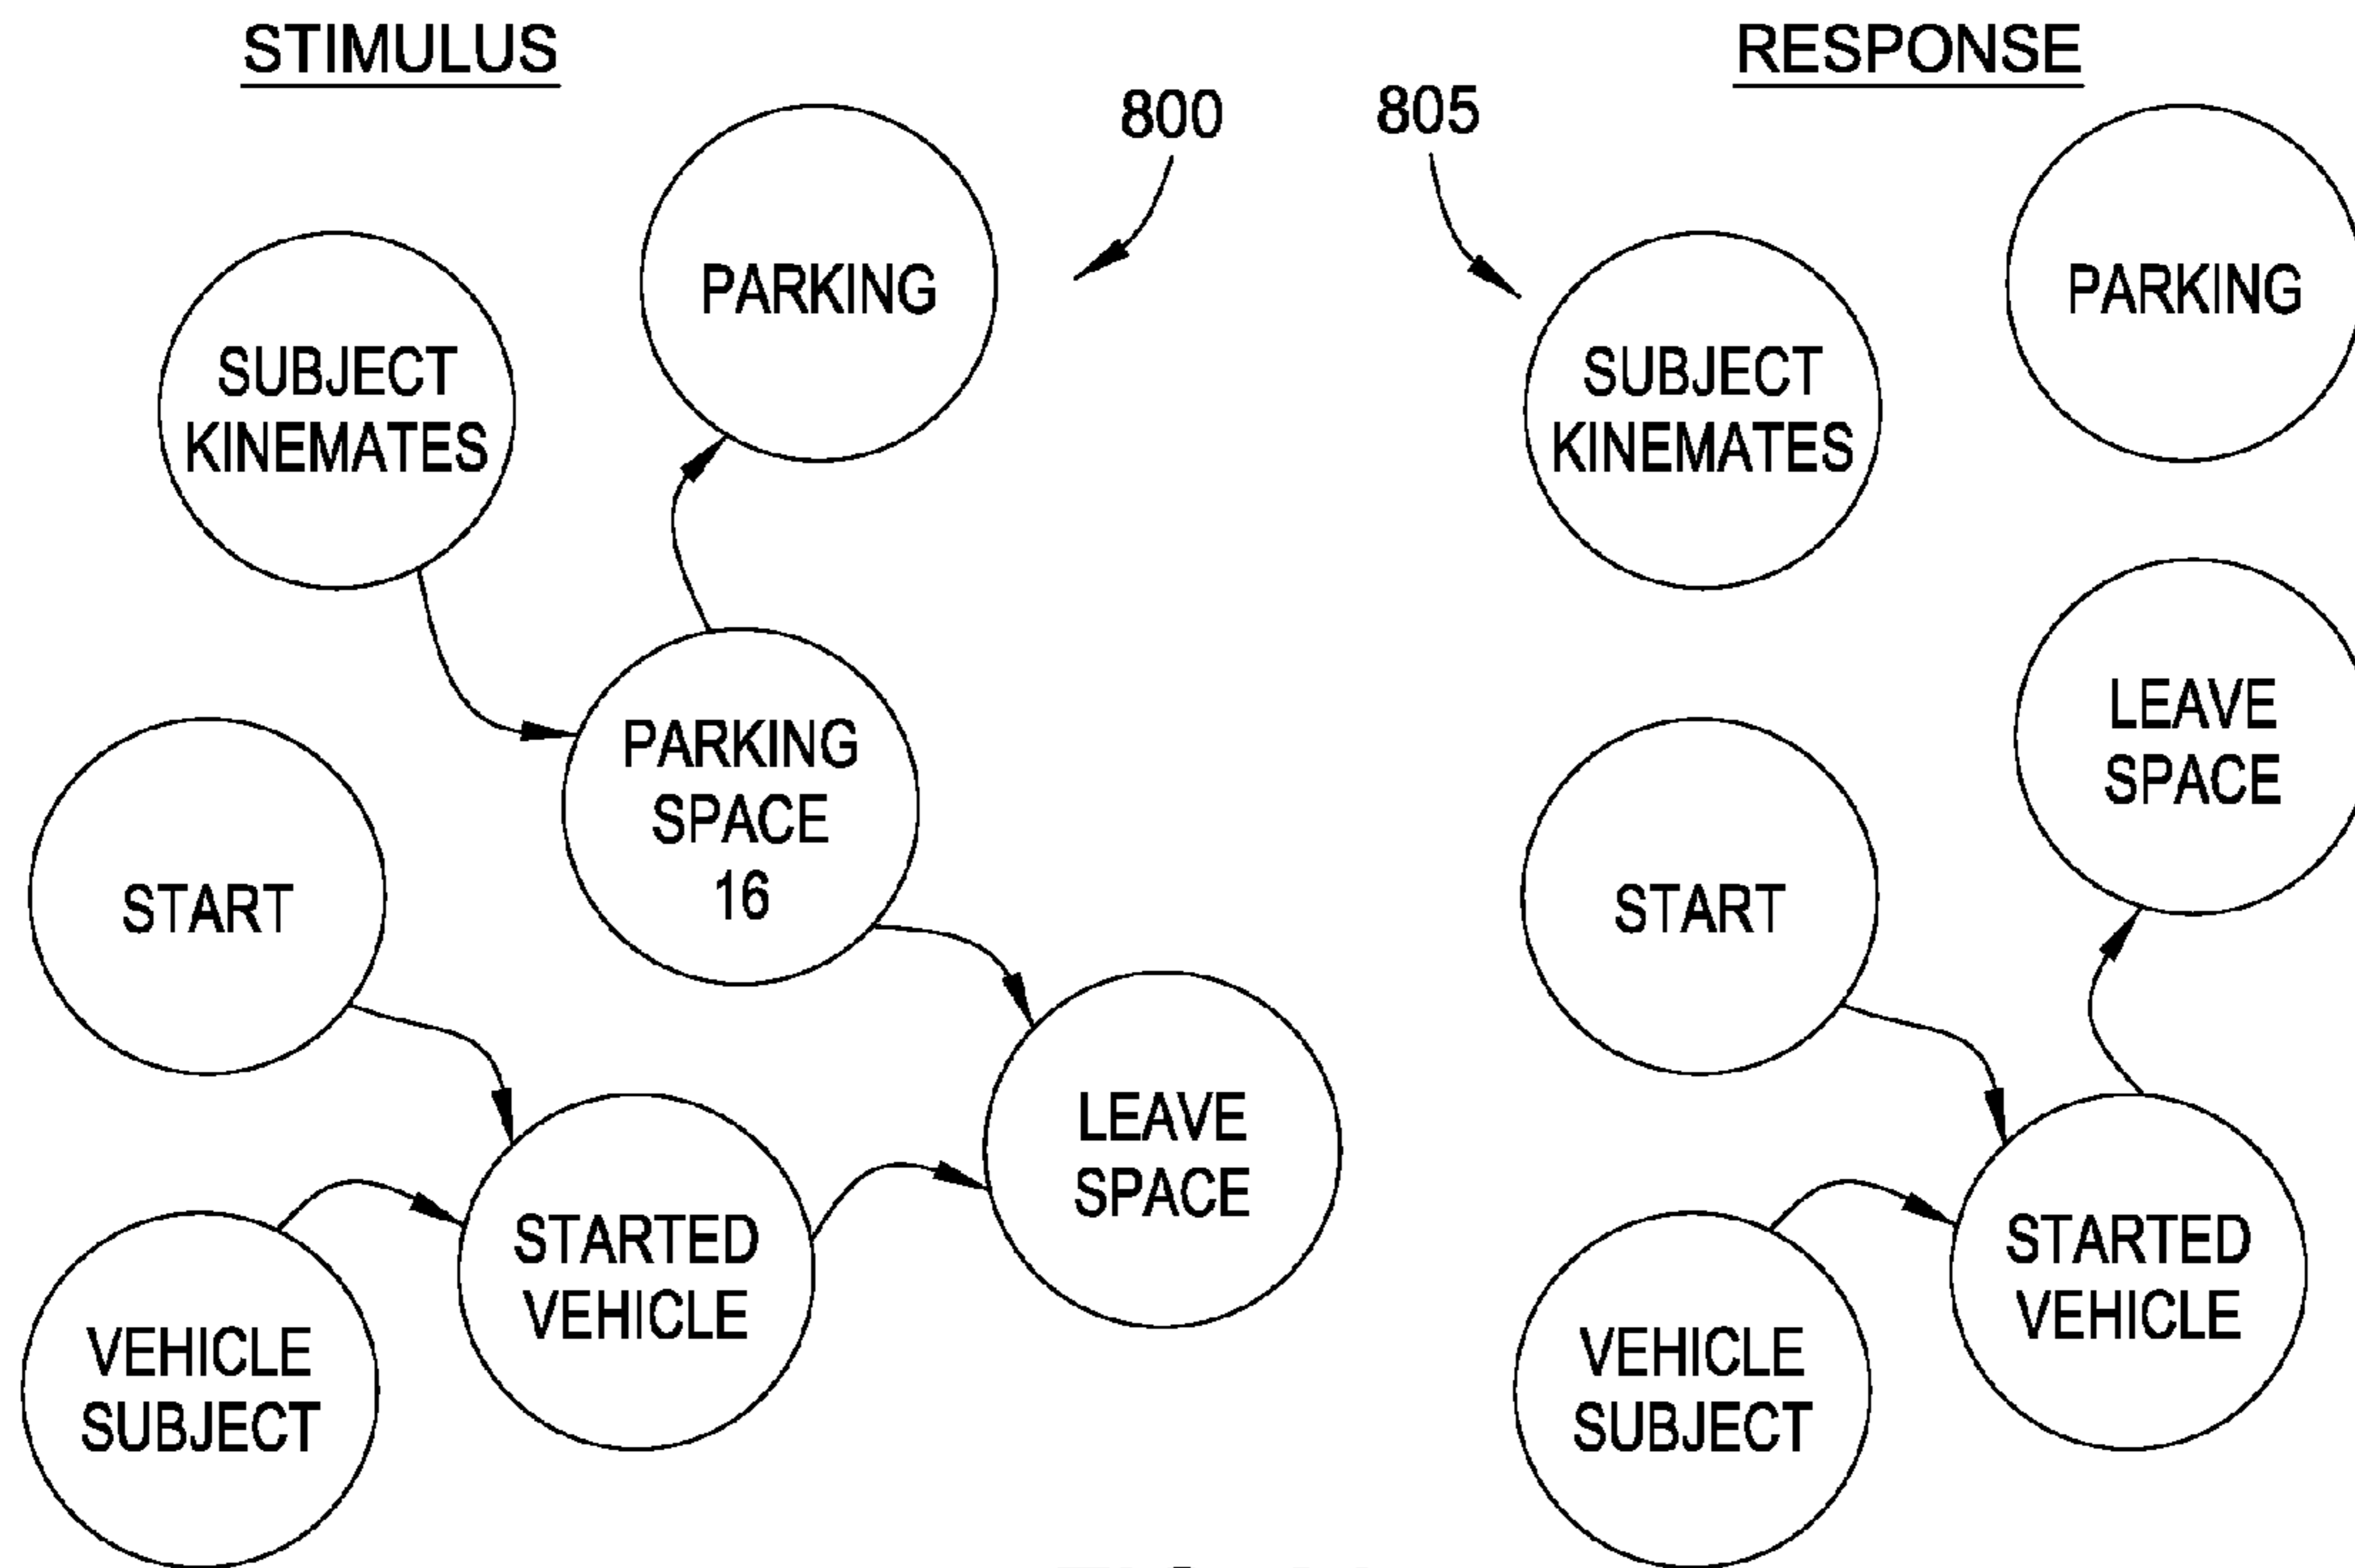 STIMULUS
800
PARKING
SUBJECT
KINEMATES
PARKING
SPACE
16
START
LEAVE
SPACE
STARTED
VEHICLE
VEHICLE
SUBJECT
RESPONSE
805
PARKING
SUBJECT
KINEMATES
LEAVE
SPACE
START
STARTED
VEHICLE
VEHICLE
SUBJECT